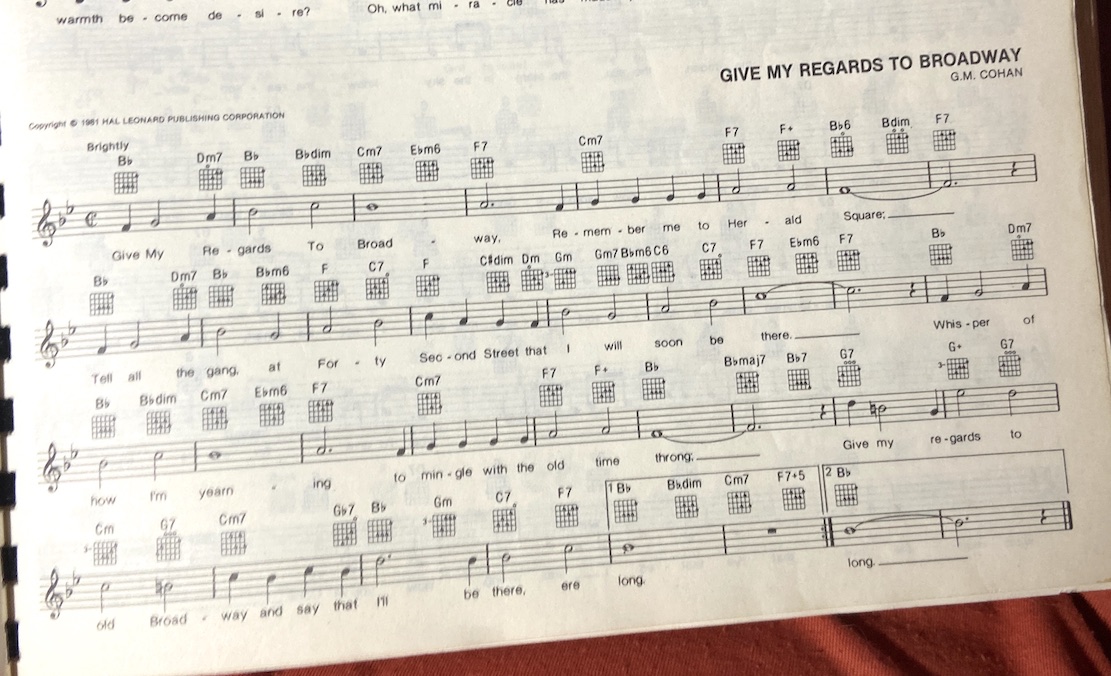 warmth be - come de - si - re? Oh, what mi - ra - cle has
GIVE MY REGARDS TO BROADWAY
G.M. COHAN
Copyright © 1981 HAL LEONARD PUBLISHING CORPORATION
Brightly
B♭ Dm7 B♭ B♭dim Cm7 E♭m6 F7 Cm7 F7 F+ B♭6 Bdim F7
Give My Re - gards To Broad - way, Re - mem - ber me to Her - ald Square;
B♭ Dm7 B♭ B♭m6 F C7 F C♯dim Dm Gm Gm7 B♭m6 C6 C7 F7 E♭m6 F7 B♭ Dm7
Tell all the gang, at For - ty Sec - ond Street that I will soon be there. Whis - per of
B♭ B♭dim Cm7 E♭m6 F7 Cm7 F7 F+ B♭ B♭maj7 B♭7 G7 G+ G7
how I'm yearn - ing to min - gle with the old time throng; Give my re - gards to
Cm G7 Cm7 G♭7 B♭ Gm C7 F7 1 B♭ B♭dim Cm7 F7+5 2 B♭
old Broad - way and say that I'll be there, ere long. long.